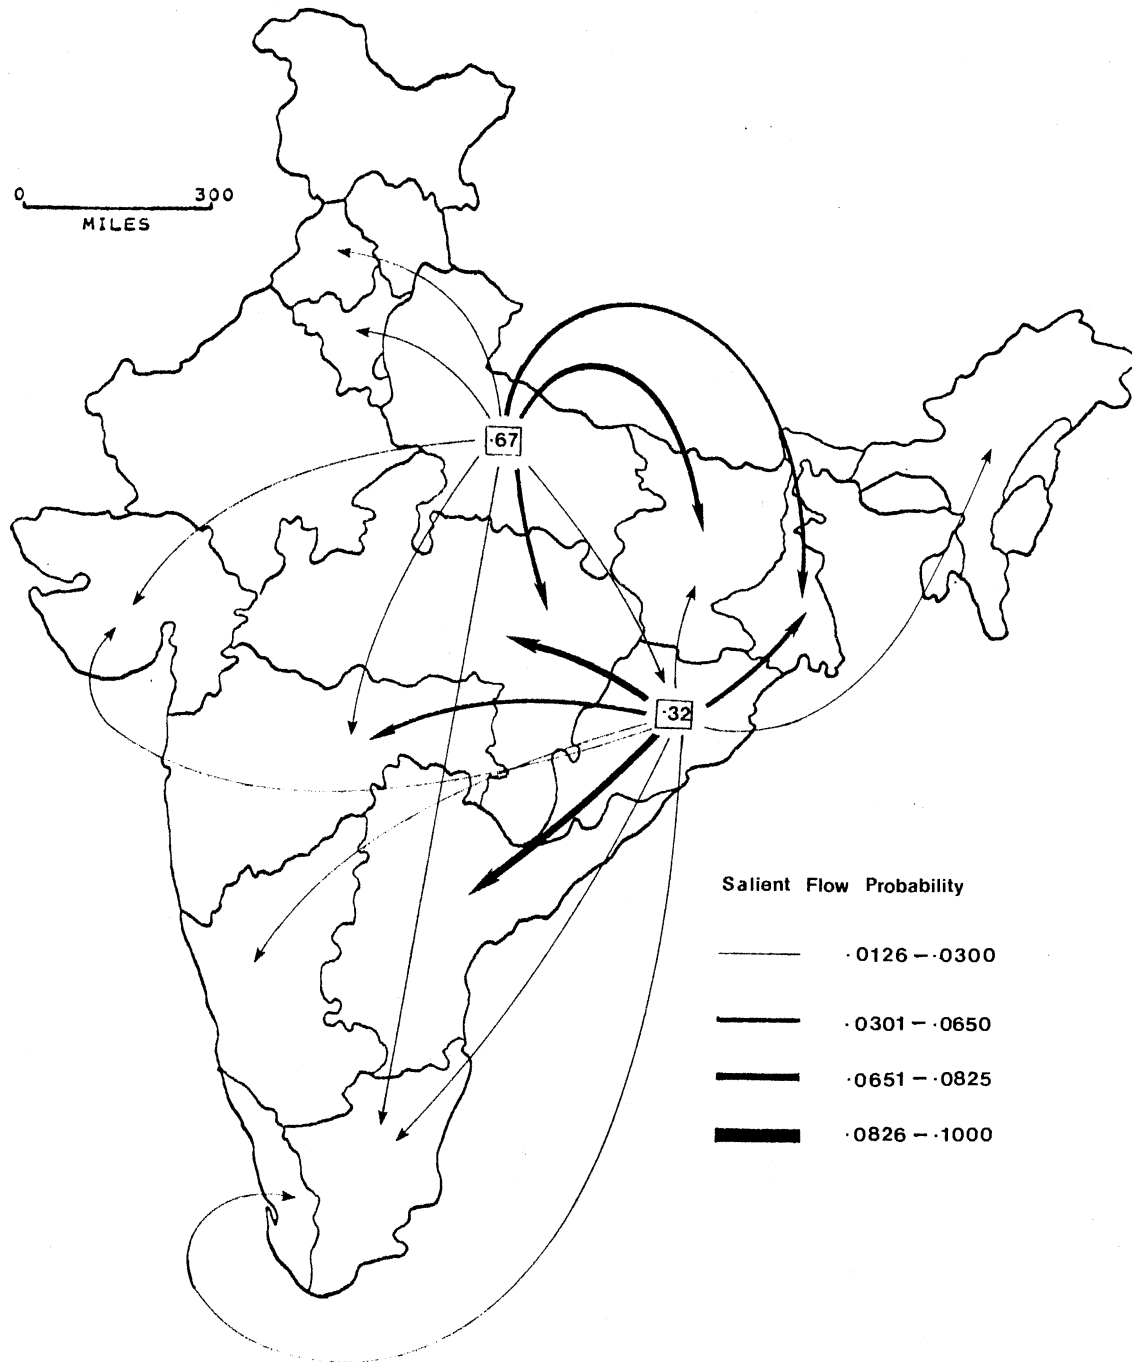 0 300
MILES
·67
·32
Salient Flow Probability
·0126 – ·0300
·0301 – ·0650
·0651 – ·0825
·0826 – ·1000